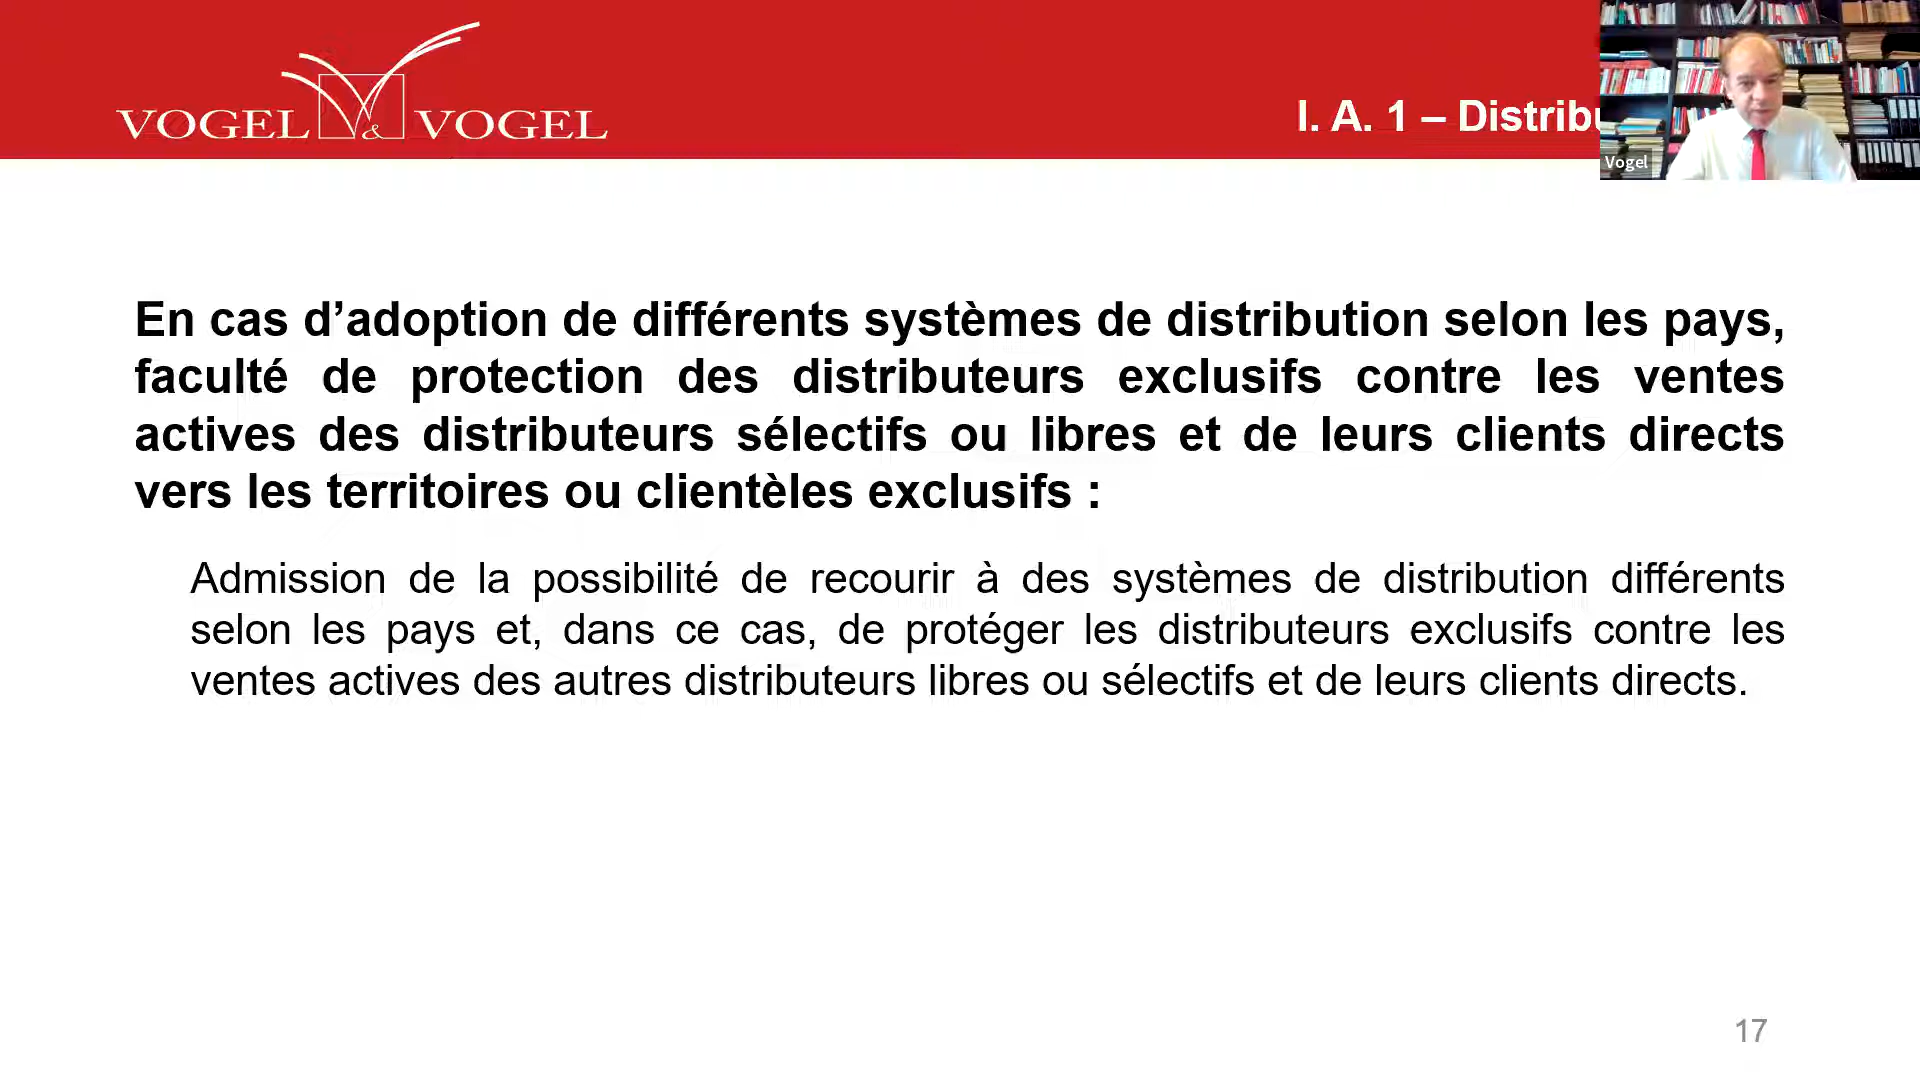 VOGEL & VOGEL
I. A. 1 – Distribu
Vogel
En cas d’adoption de différents systèmes de distribution selon les pays,
faculté de protection des distributeurs exclusifs contre les ventes
actives des distributeurs sélectifs ou libres et de leurs clients directs
vers les territoires ou clientèles exclusifs :
Admission de la possibilité de recourir à des systèmes de distribution différents
selon les pays et, dans ce cas, de protéger les distributeurs exclusifs contre les
ventes actives des autres distributeurs libres ou sélectifs et de leurs clients directs.
17